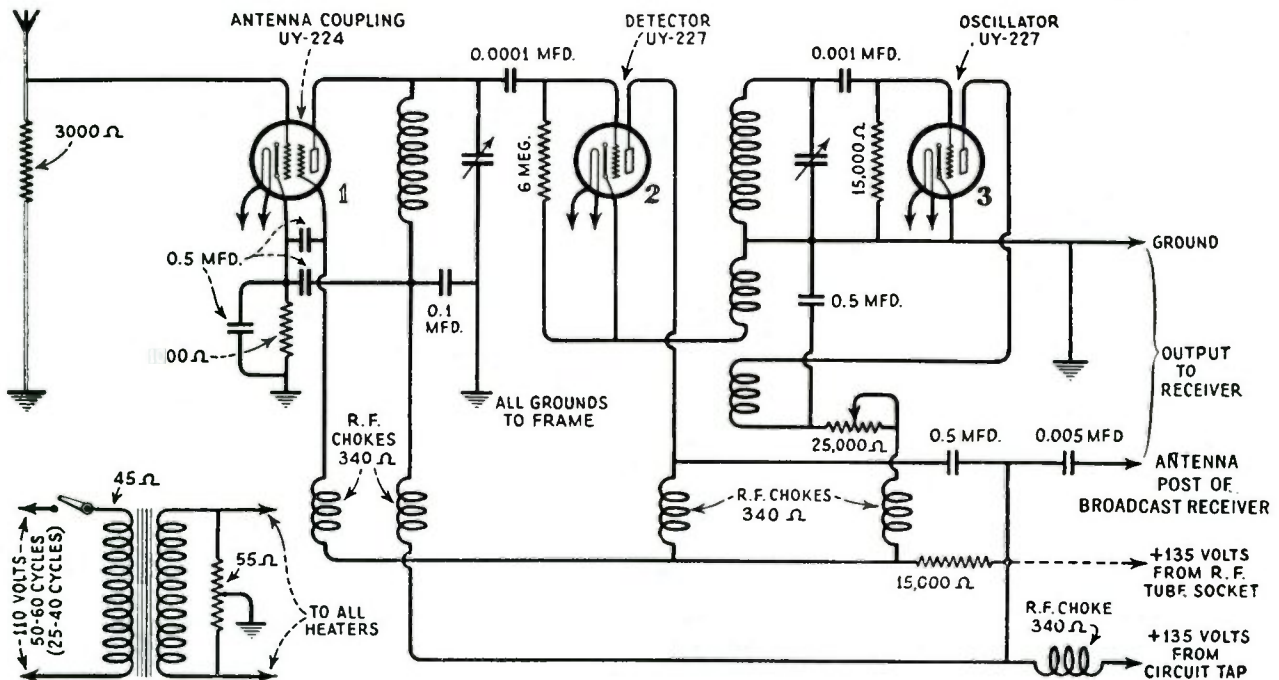 ANTENNA COUPLING
UY-224
DETECTOR
UY-227
OSCILLATOR
UY-227
0.0001 MFD.
0.001 MFD.
3000 Ω
6 MEG.
15,000 Ω
1
2
3
0.5 MFD.
00Ω
0.1
MFD.
0.5 MFD.
GROUND
OUTPUT
TO
RECEIVER
ALL GROUNDS
TO FRAME
R.F.
CHOKES
340 Ω
25,000 Ω
0.5 MFD.
0.005 MFD
ANTENNA
POST OF
BROADCAST RECEIVER
R.F. CHOKES
340 Ω
45 Ω
110 VOLTS
50-60 CYCLES
(25-40 CYCLES)
55Ω
TO ALL
HEATERS
15,000 Ω
+135 VOLTS
FROM R.F.
TUBE SOCKET
R.F. CHOKE
340 Ω
+135 VOLTS
FROM
CIRCUIT TAP